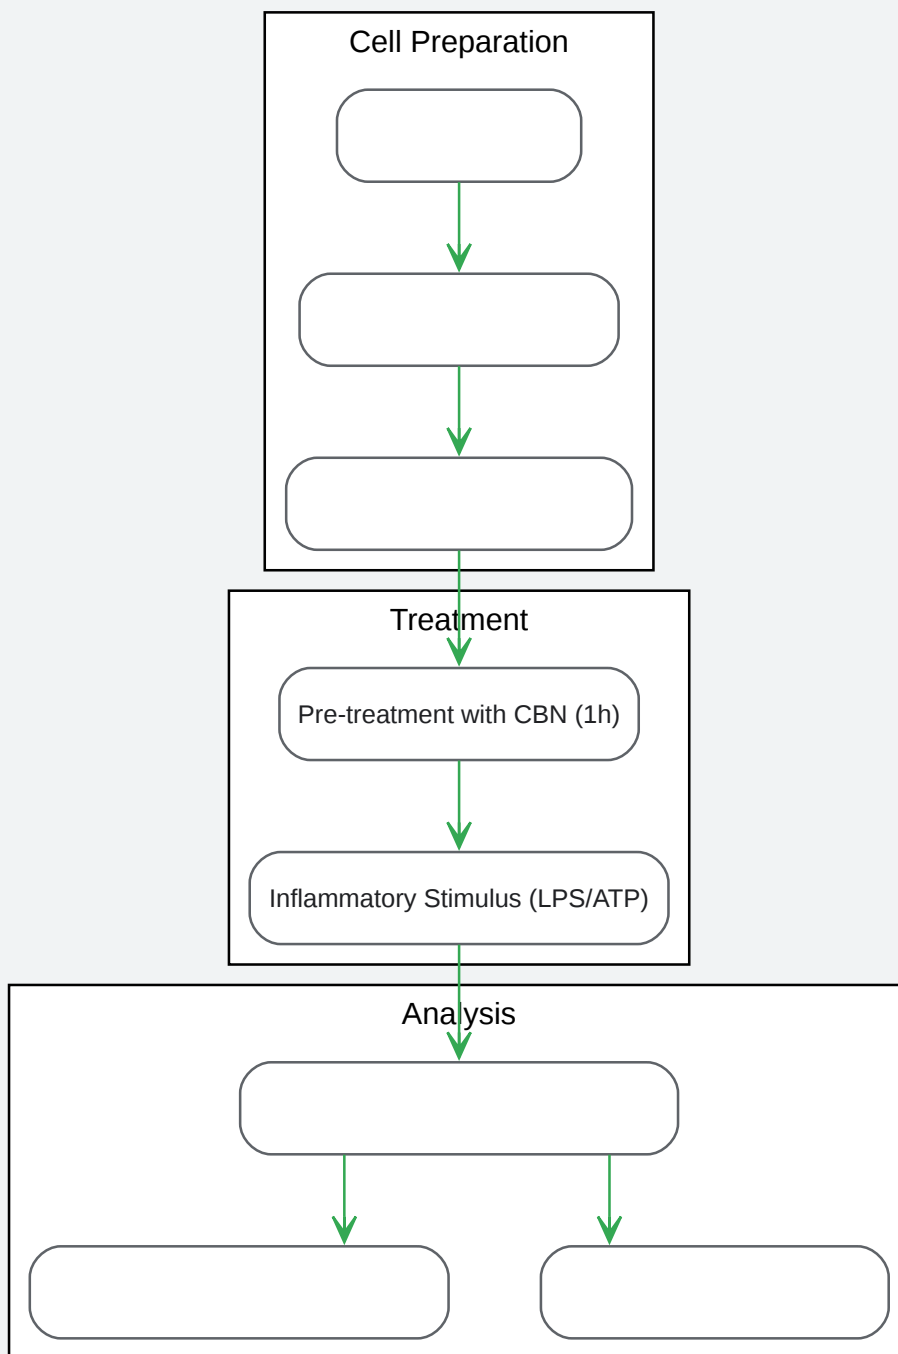 Cell Preparation
Treatment
Pre-treatment with CBN (1h)
Inflammatory Stimulus (LPS/ATP)
Analysis